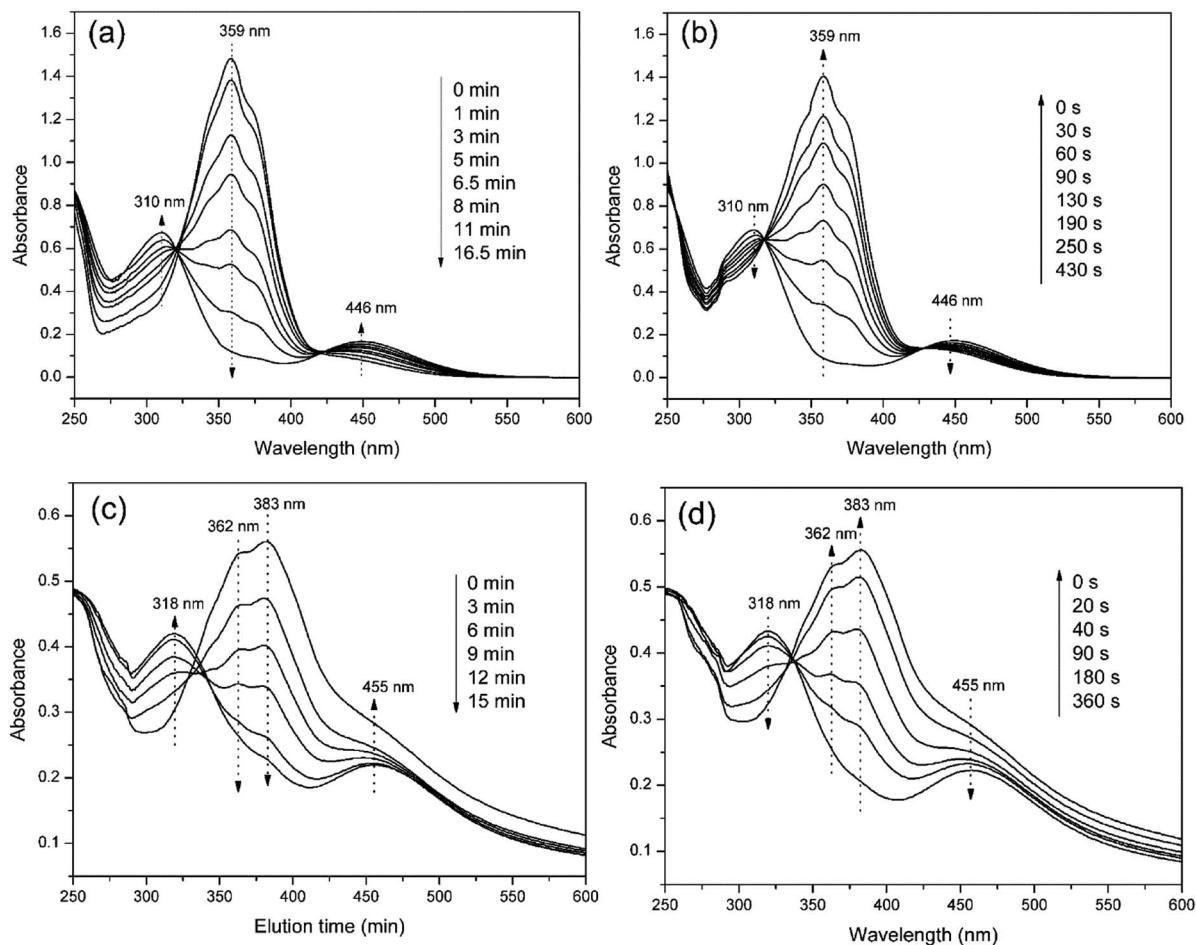 (a)
359 nm
310 nm
446 nm
0 min
1 min
3 min
5 min
6.5 min
8 min
11 min
16.5 min
1.6
1.4
1.2
1.0
0.8
0.6
0.4
0.2
0.0
Absorbance
250 300 350 400 450 500 550 600
Wavelength (nm)
(b)
359 nm
310 nm
446 nm
0 s
30 s
60 s
90 s
130 s
190 s
250 s
430 s
1.6
1.4
1.2
1.0
0.8
0.6
0.4
0.2
0.0
Absorbance
250 300 350 400 450 500 550 600
Wavelength (nm)
(c)
383 nm
362 nm
318 nm
455 nm
0 min
3 min
6 min
9 min
12 min
15 min
0.6
0.5
0.4
0.3
0.2
0.1
Absorbance
250 300 350 400 450 500 550 600
Elution time (min)
(d)
383 nm
362 nm
318 nm
455 nm
0 s
20 s
40 s
90 s
180 s
360 s
0.6
0.5
0.4
0.3
0.2
0.1
Absorbance
250 300 350 400 450 500 550 600
Wavelength (nm)